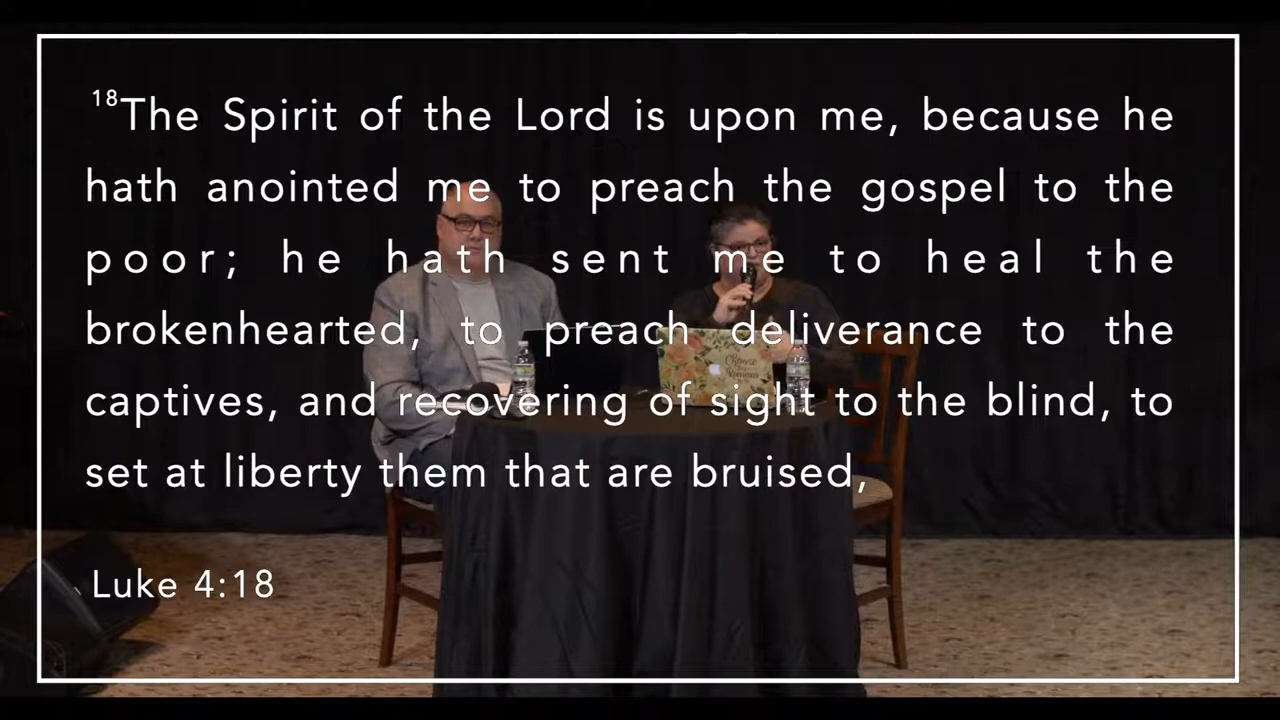 18The Spirit of the Lord is upon me, because he
hath anointed me to preach the gospel to the
poor; he hath sent me to heal the
brokenhearted, to preach deliverance to the
captives, and recovering of sight to the blind, to
set at liberty them that are bruised,
Luke 4:18
Choose